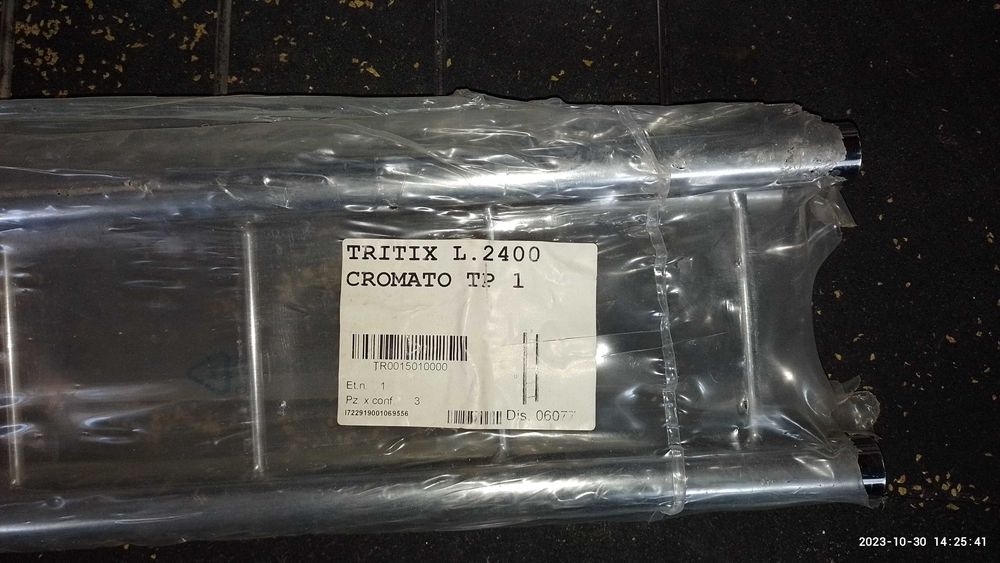 TRITIX L.2400
CROMATO TP 1
TR0015010000
Et.n. 1
Pz x conf 3
I722919001069556
Dis. 06077
2023-10-30 14:25:41